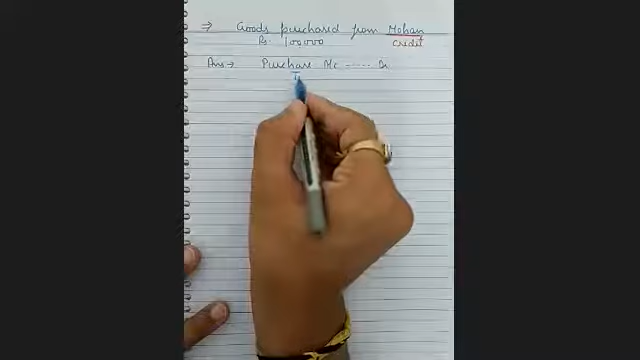 ⇒ Goods purchased from Mohan
Rs. 100000 credit
Ans → Purchase A/c ...... Dr
T